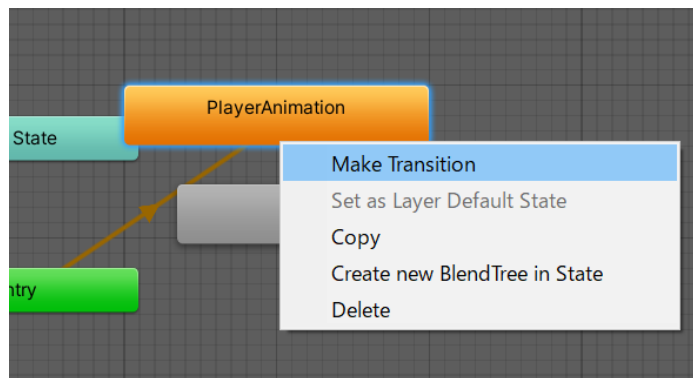 PlayerAnimation
State
Make Transition
Set as Layer Default State
Copy
Create new BlendTree in State
ntry
Delete